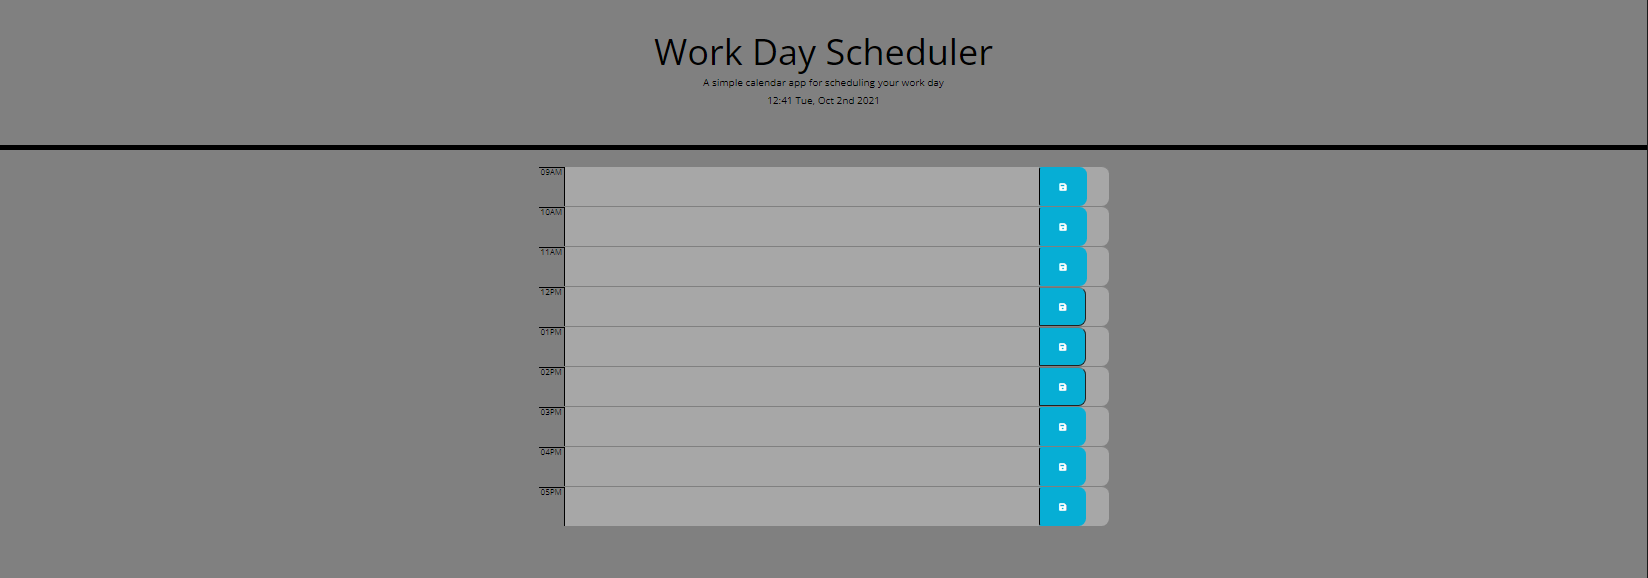 Work Day Scheduler
A simple calendar app for scheduling your work day
12:41 Tue, Oct 2nd 2021
09AM
10AM
11AM
12PM
01PM
02PM
03PM
04PM
05PM